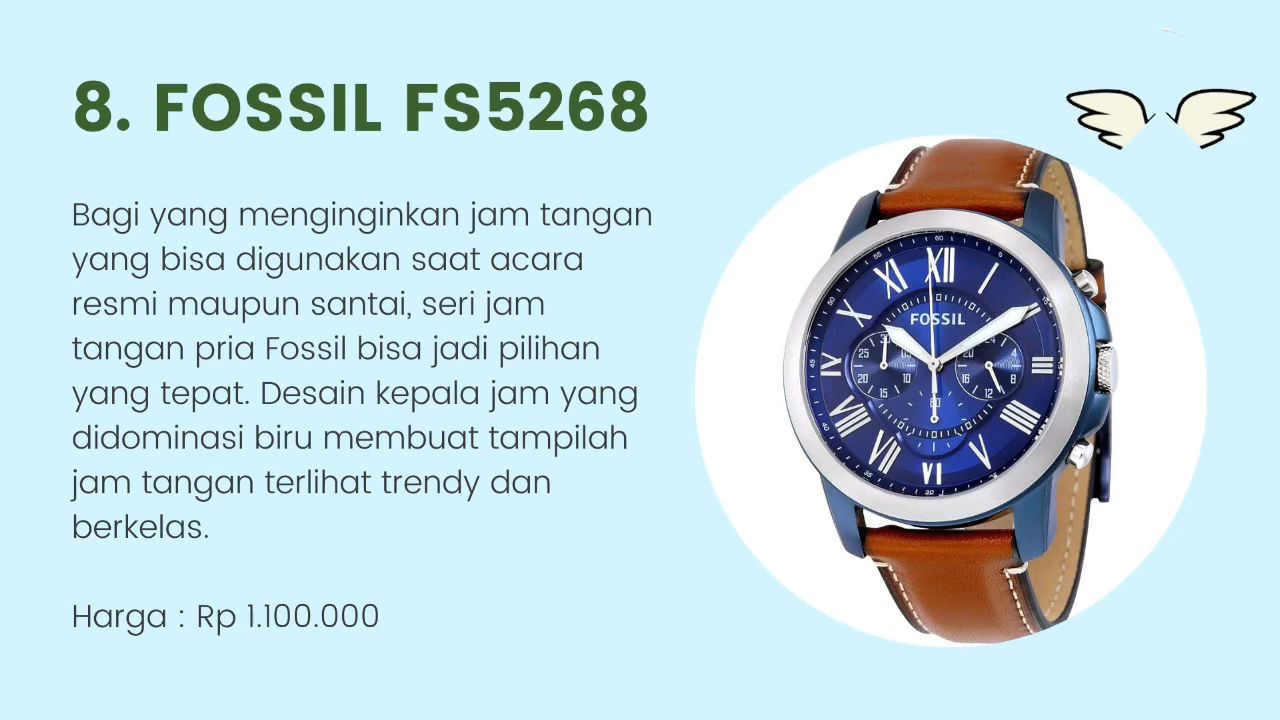 8. FOSSIL FS5268
Bagi yang menginginkan jam tangan
yang bisa digunakan saat acara
resmi maupun santai, seri jam
tangan pria Fossil bisa jadi pilihan
yang tepat. Desain kepala jam yang
didominasi biru membuat tampilah
jam tangan terlihat trendy dan
berkelas.
Harga : Rp 1.100.000
FOSSIL